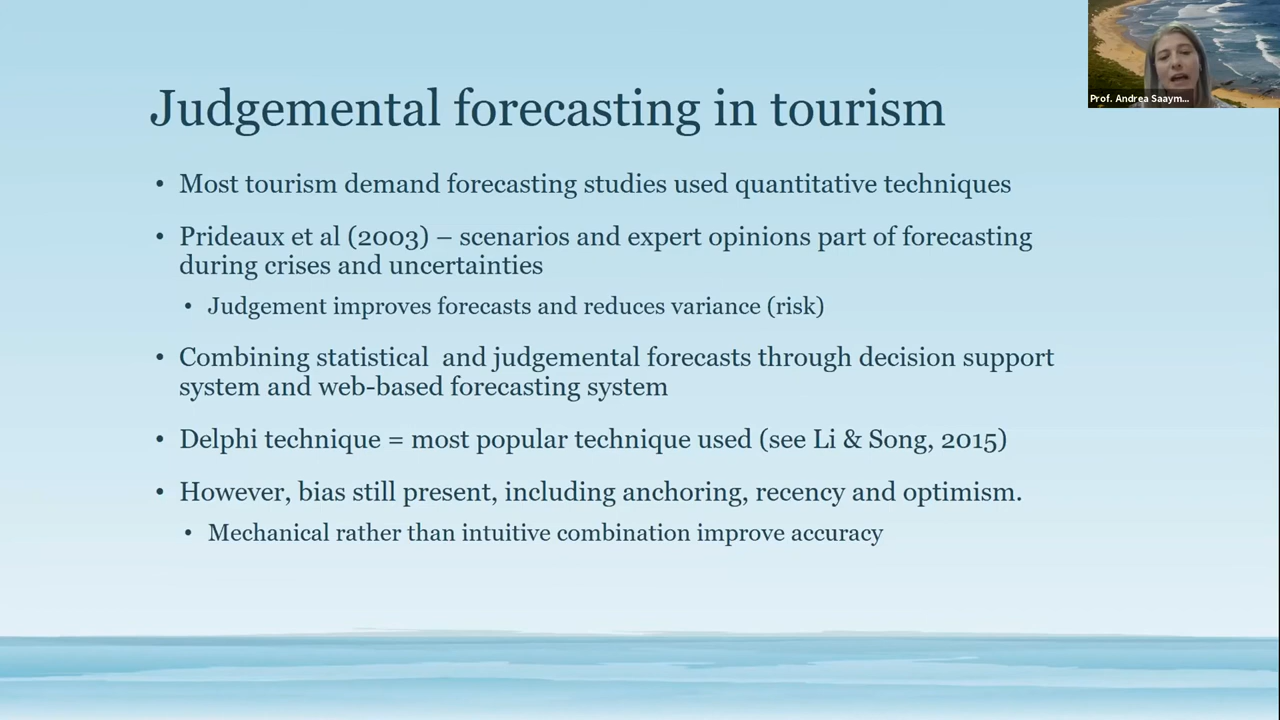 Judgemental forecasting in tourism
Prof. Andrea Saaym...
• Most tourism demand forecasting studies used quantitative techniques
• Prideaux et al (2003) – scenarios and expert opinions part of forecasting
during crises and uncertainties
• Judgement improves forecasts and reduces variance (risk)
• Combining statistical  and judgemental forecasts through decision support
system and web-based forecasting system
• Delphi technique = most popular technique used (see Li & Song, 2015)
• However, bias still present, including anchoring, recency and optimism.
• Mechanical rather than intuitive combination improve accuracy